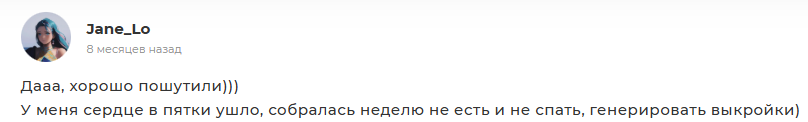 Jane_Lo
8 месяцев назад
Дааа, хорошо пошутили)))
У меня сердце в пятки ушло, собралась неделю не есть и не спать, генерировать выкройки)